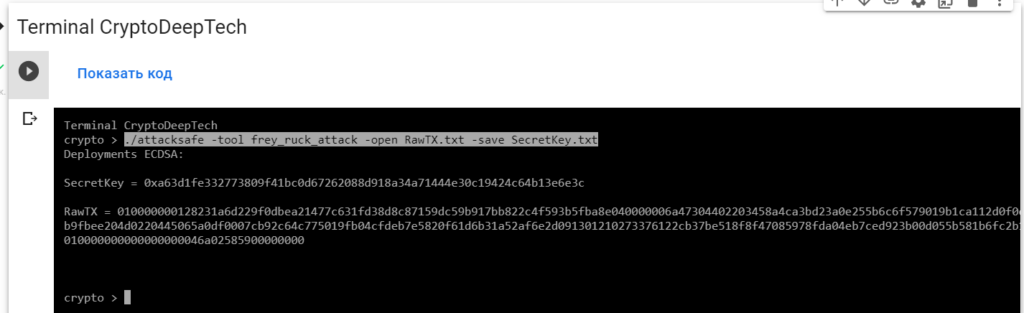 Terminal CryptoDeepTech
Показать код
Terminal CryptoDeepTech
crypto > ./attacksafe -tool frey_ruck_attack -open RawTX.txt -save SecretKey.txt
Deployments ECDSA:
SecretKey = 0xa63d1fe332773809f41bc0d67262088d918a34a71444e30c19424c64b13e6e3c
RawTX = 010000000128231a6d229f0dbea21477c631fd38d8c87159dc59b917bb822c4f593b5fba8e040000006a47304402203458a4ca3bd23a0e255b6c6f579019b1ca112d0f0
b9fbee204d0220445065a0df0007cb92c64c775019fb04cfdeb7e5820f61d6b31a52af6e2d091301210273376122cb37be518f8f47085978fda04eb7ced923b00d055b581b6fc2b
010000000000000000046a02585900000000
crypto >